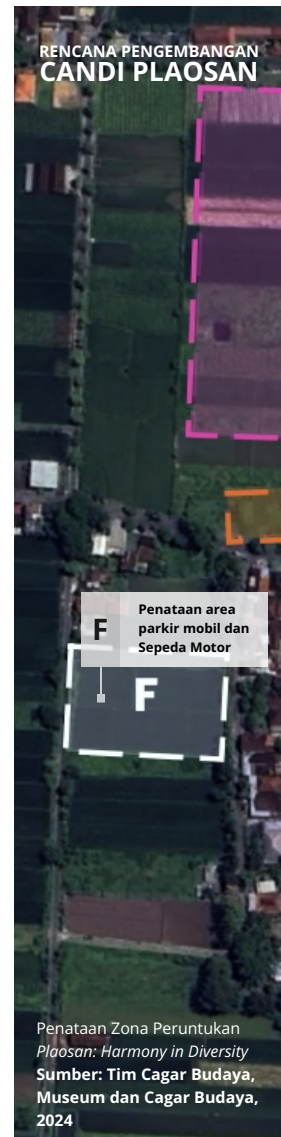 RENCANA PENGEMBANGAN
CANDI PLAOSAN
F
Penataan area
parkir mobil dan
Sepeda Motor
F
Penataan Zona Peruntukan
Plaosan: Harmony in Diversity
Sumber: Tim Cagar Budaya,
Museum dan Cagar Budaya,
2024